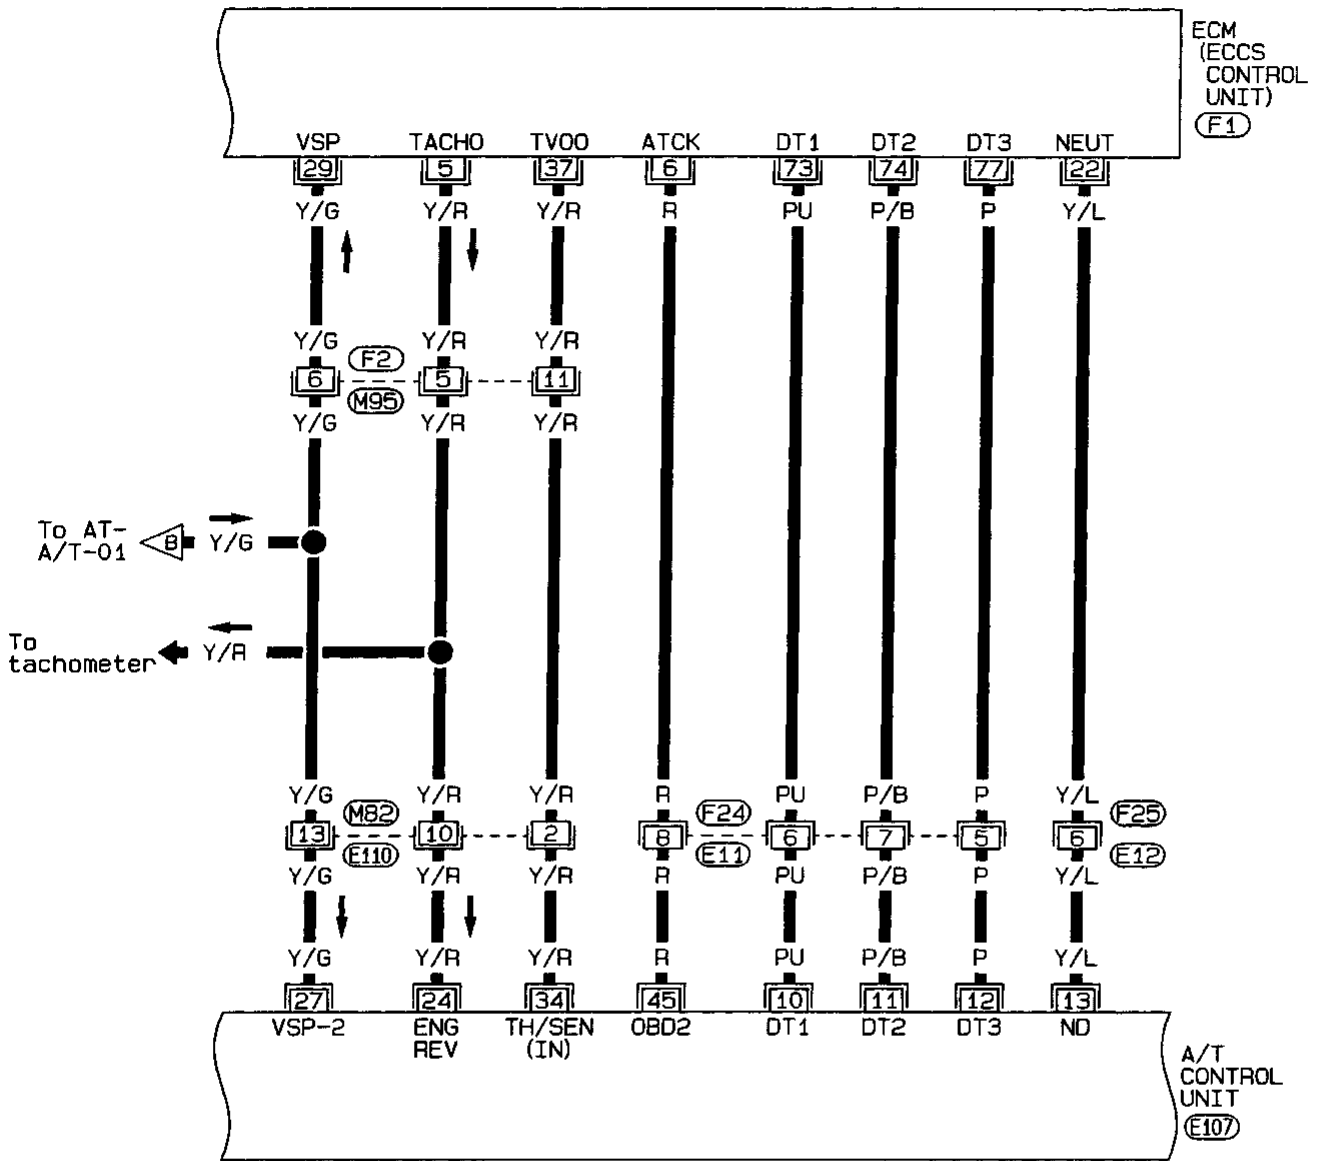 ECM
(ECCS
CONTROL
UNIT)
F1
VSP TACHO TVOO ATCK DT1 DT2 DT3 NEUT
29 5 37 6 73 74 77 22
Y/G Y/R Y/R R PU P/B P Y/L
Y/G Y/R Y/R
F2
6 5 11
M95
Y/G Y/R Y/R
To AT-
A/T-01
B Y/G
To
tachometer
Y/R
Y/G Y/R Y/R R PU P/B P Y/L
M82 F24 F25
13 10 2 8 6 7 5 6
E110 E11 E12
Y/G Y/R Y/R R PU P/B P Y/L
Y/G Y/R Y/R R PU P/B P Y/L
27 24 34 45 10 11 12 13
VSP-2 ENG TH/SEN OBD2 DT1 DT2 DT3 ND
REV (IN)
A/T
CONTROL
UNIT
E107